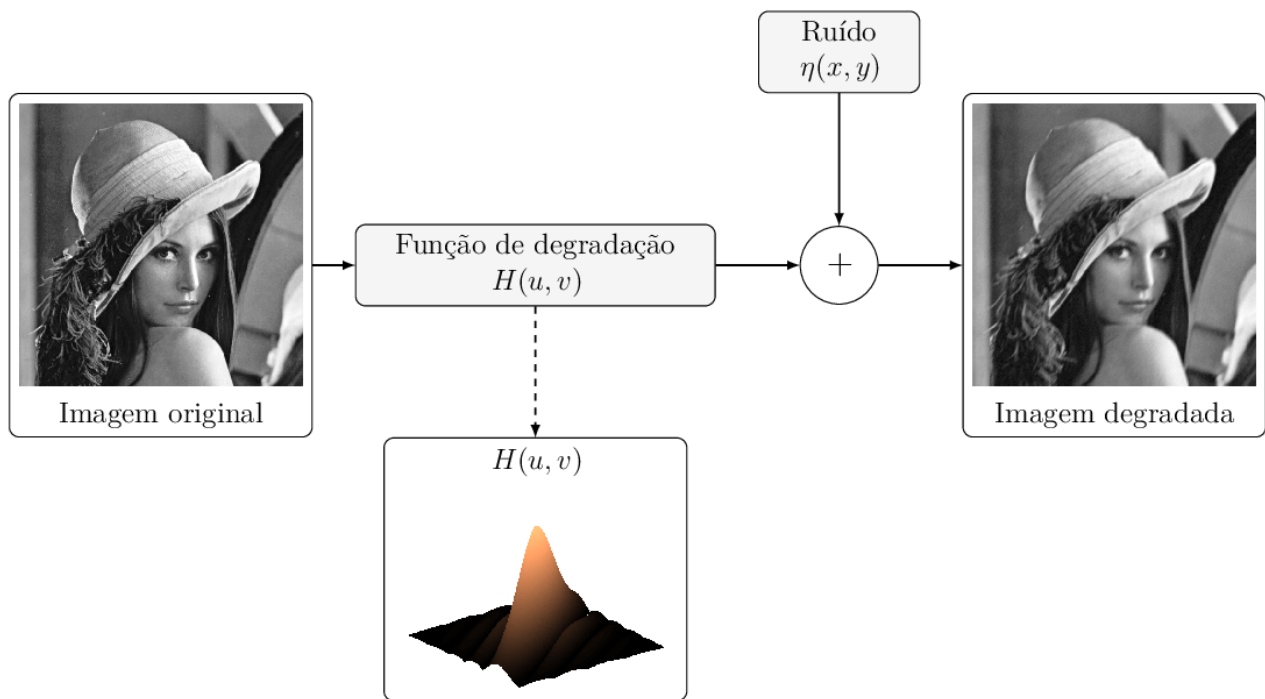 Ruído
η(x, y)
Função de degradação
H(u, v)
+
Imagem original
Imagem degradada
H(u, v)